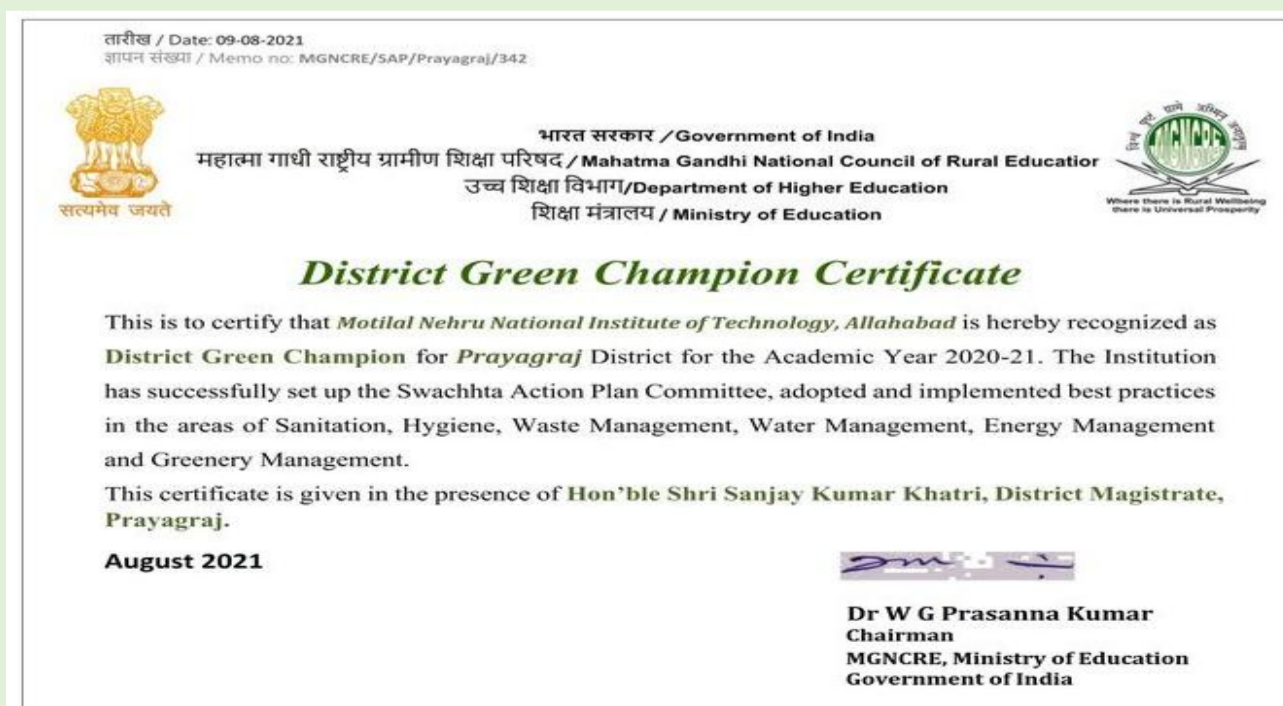 तारीख / Date: 09-08-2021
ज्ञापन संख्या / Memo no: MGNCRE/SAP/Prayagraj/342
भारत सरकार /Government of India
महात्मा गांधी राष्ट्रीय ग्रामीण शिक्षा परिषद / Mahatma Gandhi National Council of Rural Education
उच्च शिक्षा विभाग/Department of Higher Education
शिक्षा मंत्रालय / Ministry of Education
सत्यमेव जयते
MGNCRE
Where there is Rural Wellbeing
there is Universal Prosperity
District Green Champion Certificate
This is to certify that Motilal Nehru National Institute of Technology, Allahabad is hereby recognized as
District Green Champion for Prayagraj District for the Academic Year 2020-21. The Institution
has successfully set up the Swachhta Action Plan Committee, adopted and implemented best practices
in the areas of Sanitation, Hygiene, Waste Management, Water Management, Energy Management
and Greenery Management.
This certificate is given in the presence of Hon'ble Shri Sanjay Kumar Khatri, District Magistrate,
Prayagraj.
August 2021
Dr W G Prasanna Kumar
Chairman
MGNCRE, Ministry of Education
Government of India